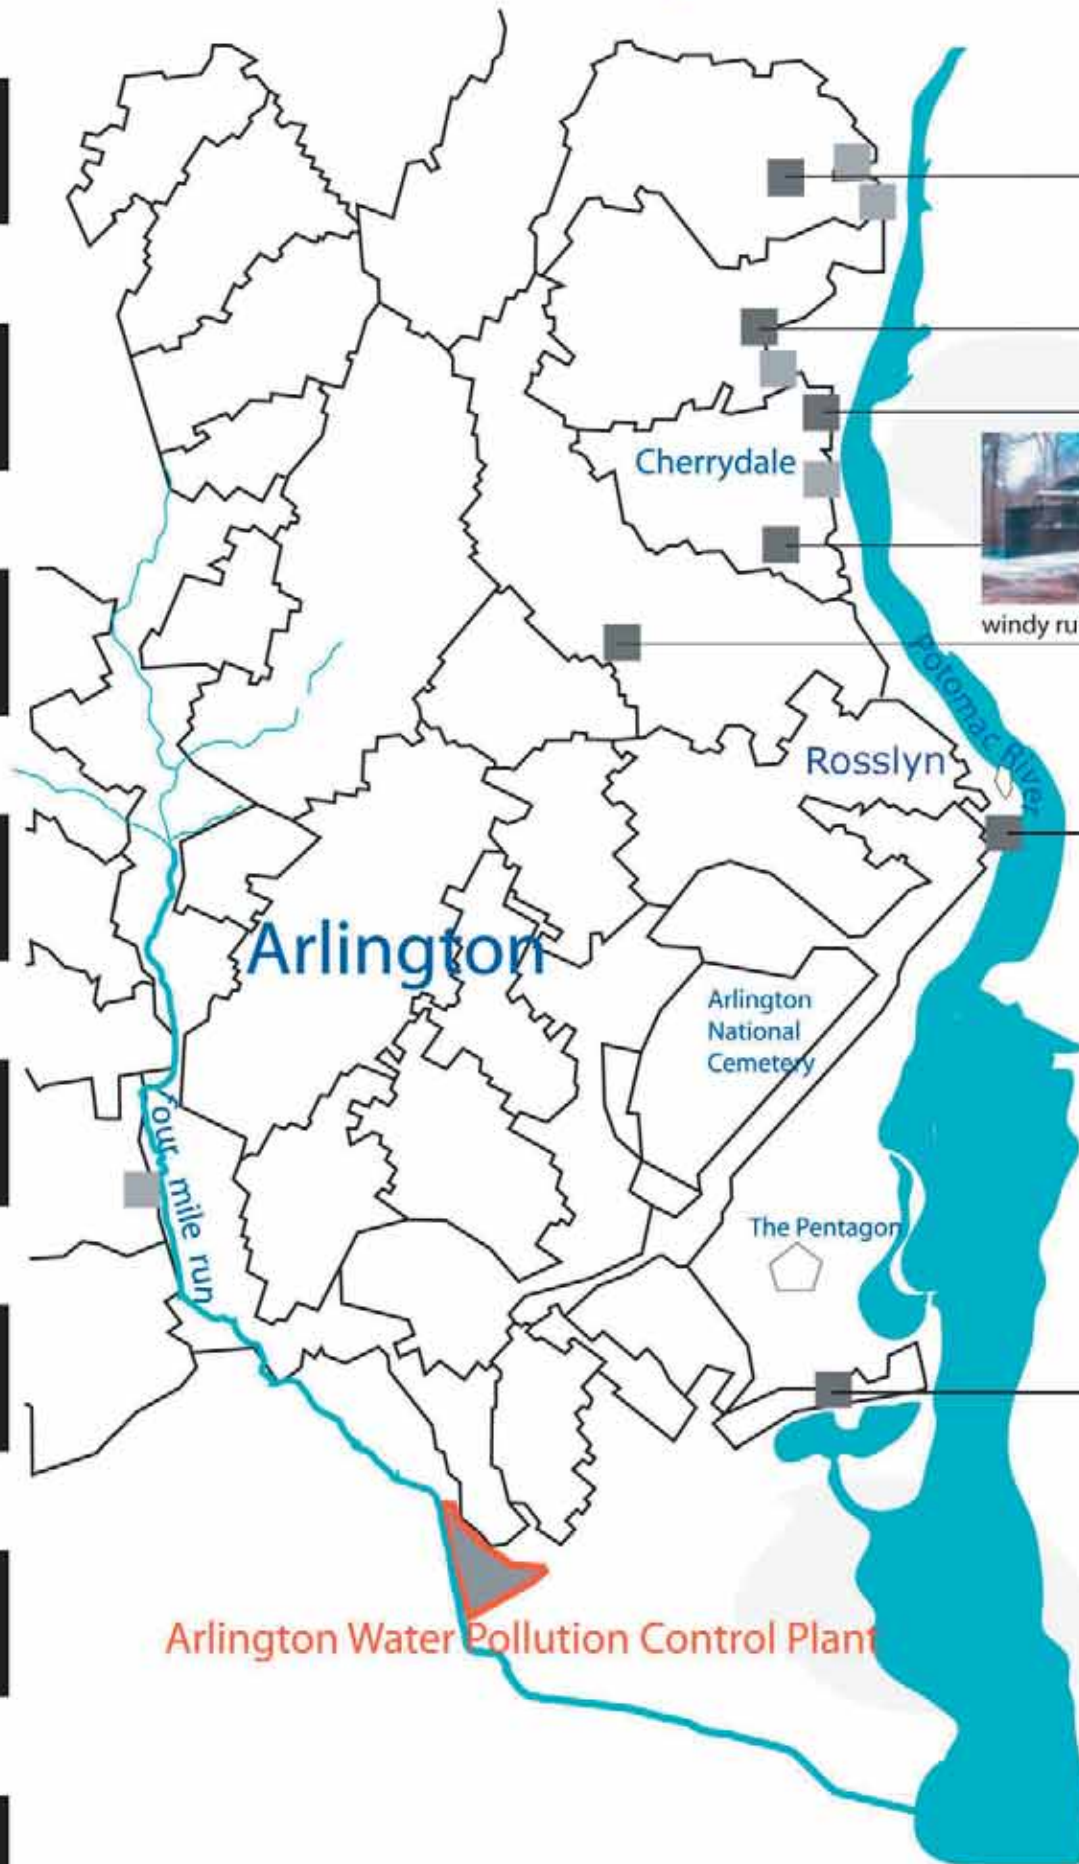 Cherrydale
windy ru
Potomac River
Rosslyn
Arlington
Arlington
National
Cemetery
four mile run
The Pentagon
Arlington Water Pollution Control Plant